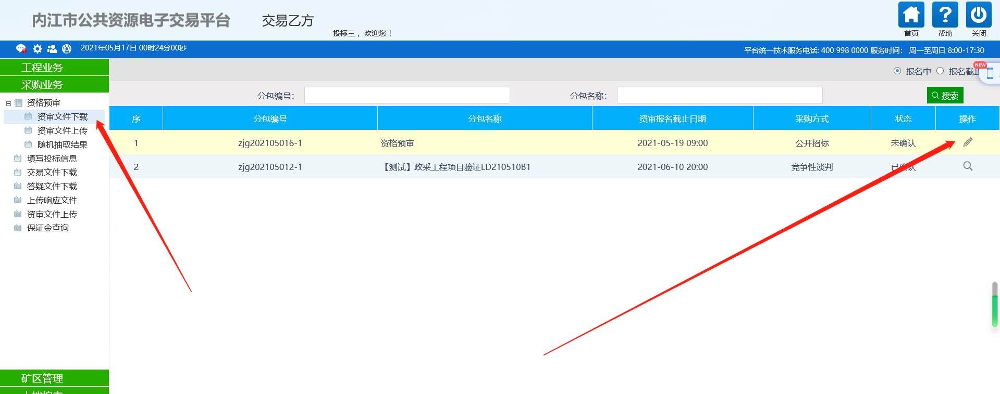 内江市公共资源电子交易平台
交易乙方
投标三 ，欢迎您！
首页
帮助
关闭
2021年05月17日 00时24分00秒
平台统一技术服务电话: 400 998 0000 服务时间： 周一至周日 8:00-17:30
工程业务
采购业务
资格预审
资审文件下载
资审文件上传
随机抽取结果
填写投标信息
交易文件下载
答疑文件下载
上传响应文件
资审文件上传
保证金查询
矿区管理
报名中 报名截止
NEW
分包编号： 分包名称： 搜索
序 分包编号 分包名称 资审报名截止日期 采购方式 状态 操作
1 zjg202105016-1 资格预审 2021-05-19 09:00 公开招标 未确认
2 zjg202105012-1 【测试】政采工程项目验证LD210510B1 2021-06-10 20:00 竞争性谈判 已确认